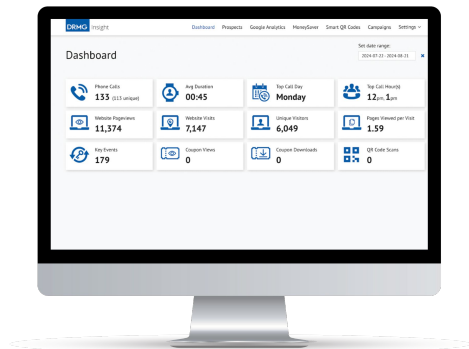 DRMG Insight
Dashboard Prospects Google Analytics MoneySaver Smart QR Codes Campaigns Settings
Dashboard
Set date range:
2024-07-22 - 2024-08-21
Phone Calls
133 (113 unique)
Avg Duration
00:45
Top Call Day
Monday
Top Call Hour(s)
12pm, 1pm
Website Pageviews
11,374
Website Visits
7,147
Unique Visitors
6,049
Pages Viewed per Visit
1.59
Key Events
179
Coupon Views
0
Coupon Downloads
0
QR Code Scans
0